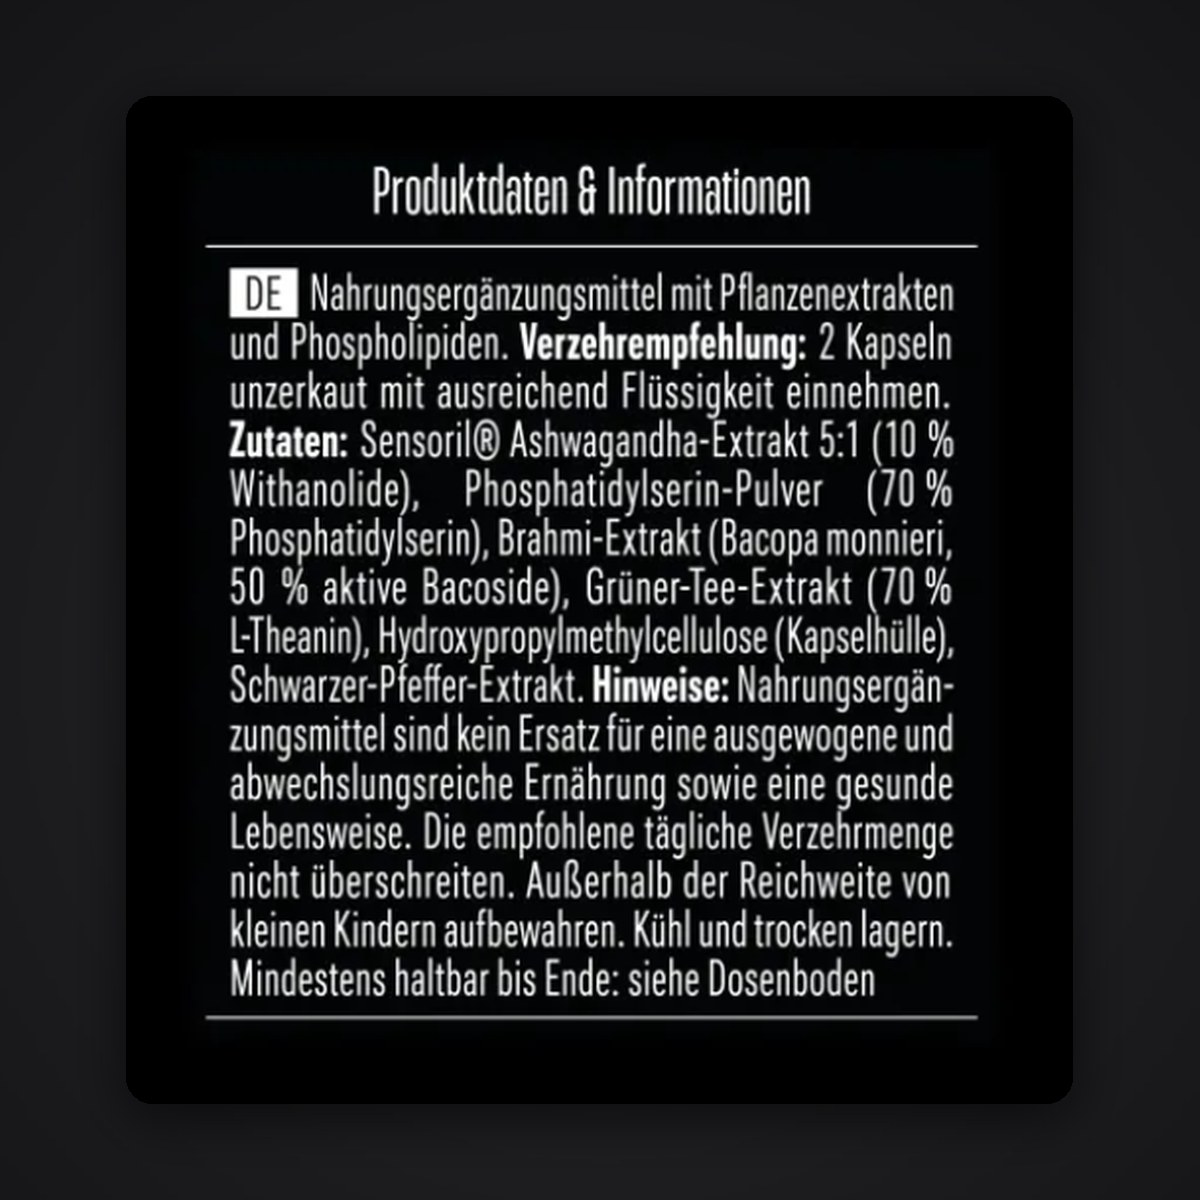 Produktdaten & Informationen
DE Nahrungsergänzungsmittel mit Pflanzenextrakten
und Phospholipiden. Verzehrempfehlung: 2 Kapseln
unzerkaut mit ausreichend Flüssigkeit einnehmen.
Zutaten: Sensoril® Ashwagandha-Extrakt 5:1 (10 %
Withanolide), Phosphatidylserin-Pulver (70 %
Phosphatidylserin), Brahmi-Extrakt (Bacopa monnieri,
50 % aktive Bacoside), Grüner-Tee-Extrakt (70 %
L-Theanin), Hydroxypropylmethylcellulose (Kapselhülle),
Schwarzer-Pfeffer-Extrakt. Hinweise: Nahrungsergän-
zungsmittel sind kein Ersatz für eine ausgewogene und
abwechslungsreiche Ernährung sowie eine gesunde
Lebensweise. Die empfohlene tägliche Verzehrmenge
nicht überschreiten. Außerhalb der Reichweite von
kleinen Kindern aufbewahren. Kühl und trocken lagern.
Mindestens haltbar bis Ende: siehe Dosenboden